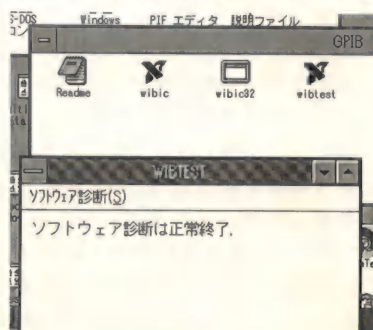 S-DOS
Windows
PIF エディタ
説明ファイル
コン
GPIB
Readme
wibic
wibic32
wibtest
WIBTEST
ソフトウェア診断(S)
ソフトウェア診断は正常終了.